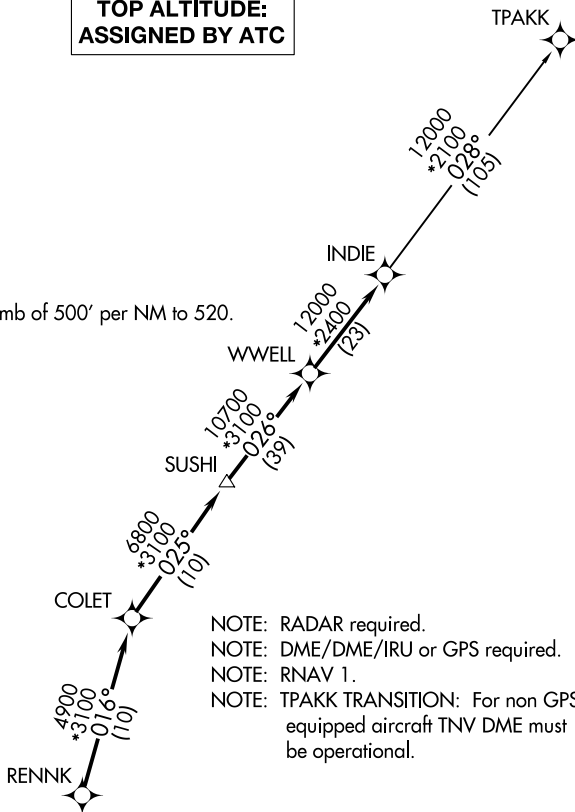 TOP ALTITUDE:
ASSIGNED BY ATC
TPAKK
12000
*2100
028°
(105)
INDIE
mb of 500' per NM to 520.
12000
*2400
(23)
WWELL
10700
*3100
026°
(39)
SUSHI
6800
*3100
025°
(10)
COLET
NOTE: RADAR required.
NOTE: DME/DME/IRU or GPS required.
NOTE: RNAV 1.
NOTE: TPAKK TRANSITION: For non GPS
equipped aircraft TNV DME must
be operational.
4900
*3100
016°
(10)
RENNK